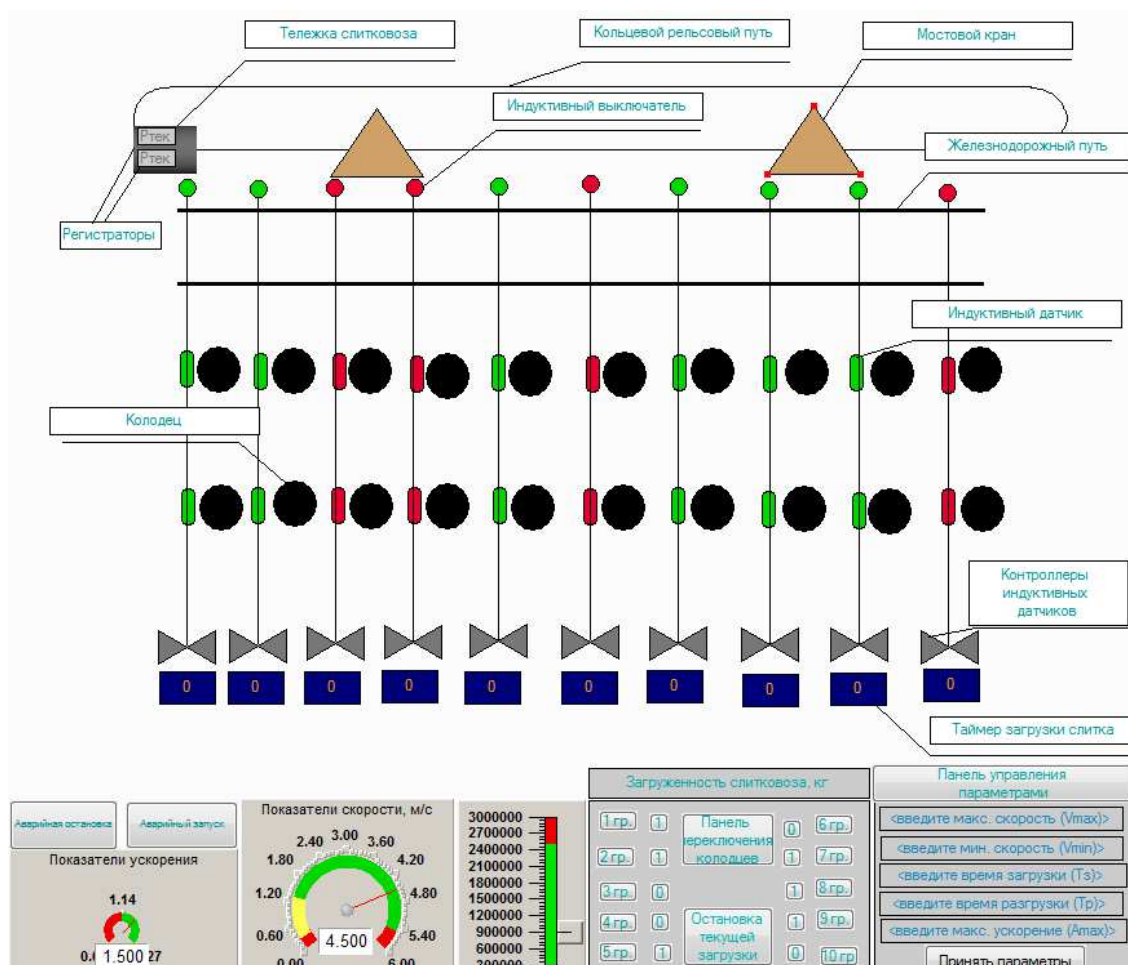 Тележка слитковоза
Кольцевой рельсовый путь
Мостовой кран
Индуктивный выключатель
Ртек
Ртек
Железнодорожный путь
Регистраторы
Индуктивный датчик
Колодец
Контроллеры
индуктивных
датчиков
0 0 0 0 0 0 0 0 0 0
Таймер загрузки слитка
Загруженность слитковоза, кг
Панель управления
параметрами
Аварийная остановка
Аварийный запуск
Показатели скорости, м/с
Показатели ускорения
1.14
1.500
27
0.00
0.60
1.20
1.80
2.40
3.00
3.60
4.20
4.80
5.40
6.00
4.500
3000000
2700000
2400000
2100000
1800000
1500000
1200000
900000
600000
300000
1 гр. 1
2 гр. 1
3 гр. 0
4 гр. 0
5 гр. 1
Панель
переключения
колодцев
Остановка
текущей
загрузки
0 6 гр.
1 7 гр.
1 8 гр.
1 9 гр.
0 10 гр
<введите макс. скорость (Vmax)>
<введите мин. скорость (Vmin)>
<введите время загрузки (Тз)>
<введите время разгрузки (Тр)>
<введите макс. ускорение (Amax)>
Принять параметры